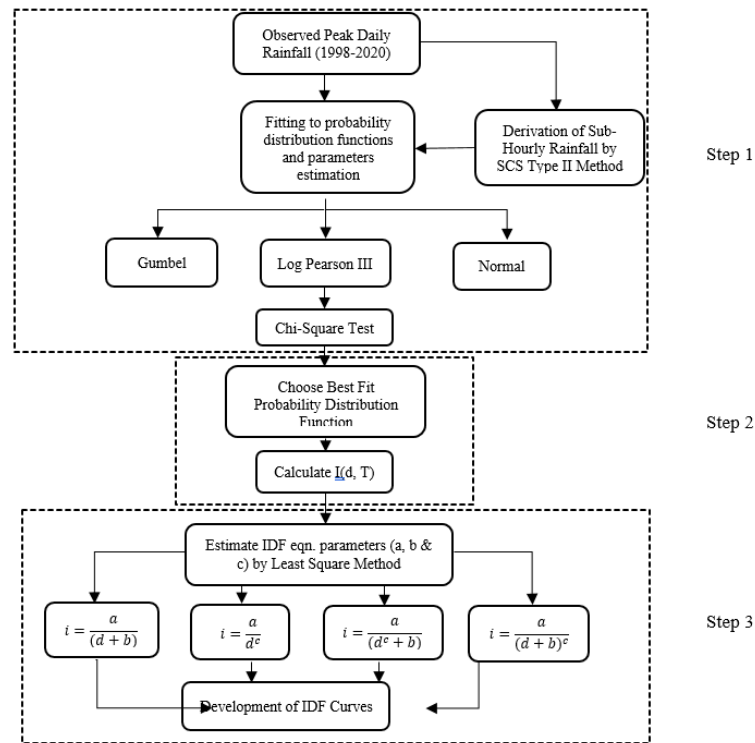 Observed Peak Daily
Rainfall (1998-2020)
Fitting to probability
distribution functions
and parameters
estimation
Derivation of Sub-
Hourly Rainfall by
SCS Type II Method
Step 1
Gumbel
Log Pearson III
Normal
Chi-Square Test
Choose Best Fit
Probability Distribution
Function
Step 2
Calculate I(d, T)
Estimate IDF eqn. parameters (a, b &
c) by Least Square Method
i = a / (d + b)
i = a / d^c
i = a / (d^c + b)
i = a / (d + b)^c
Step 3
Development of IDF Curves